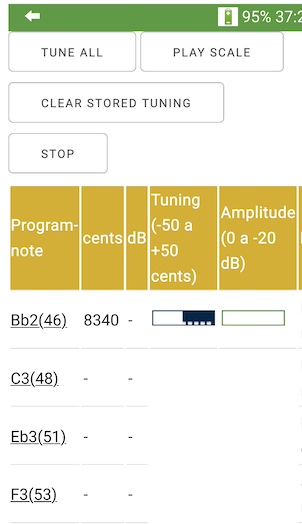 95% 37:2
TUNE ALL
PLAY SCALE
CLEAR STORED TUNING
STOP
Program-note cents dB Tuning (-50 a +50 cents) Amplitude (0 a -20 dB)
Bb2(46) 8340 -
C3(48) - -
Eb3(51) - -
F3(53) - -